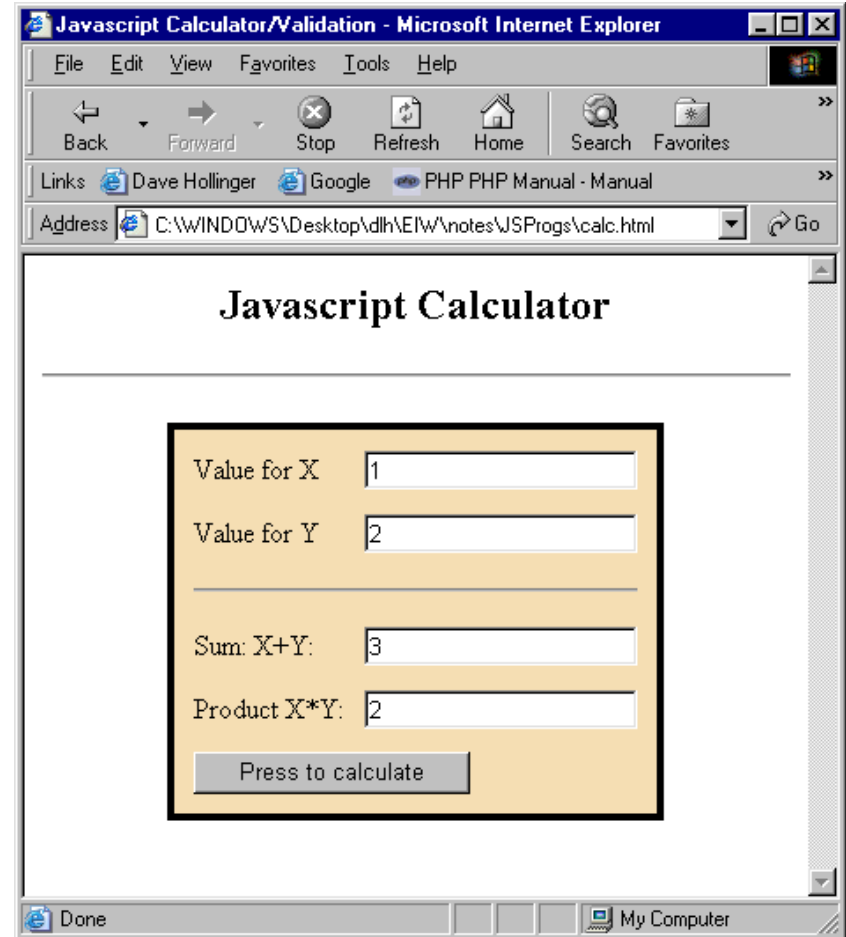 Javascript Calculator/Validation - Microsoft Internet Explorer
File Edit View Favorites Tools Help
Back Forward Stop Refresh Home Search Favorites »
Links Dave Hollinger Google PHP PHP Manual - Manual »
Address C:\WINDOWS\Desktop\dlh\EIW\notes\JSProgs\calc.html Go
Javascript Calculator
Value for X 1
Value for Y 2
Sum: X+Y: 3
Product X*Y: 2
Press to calculate
Done My Computer